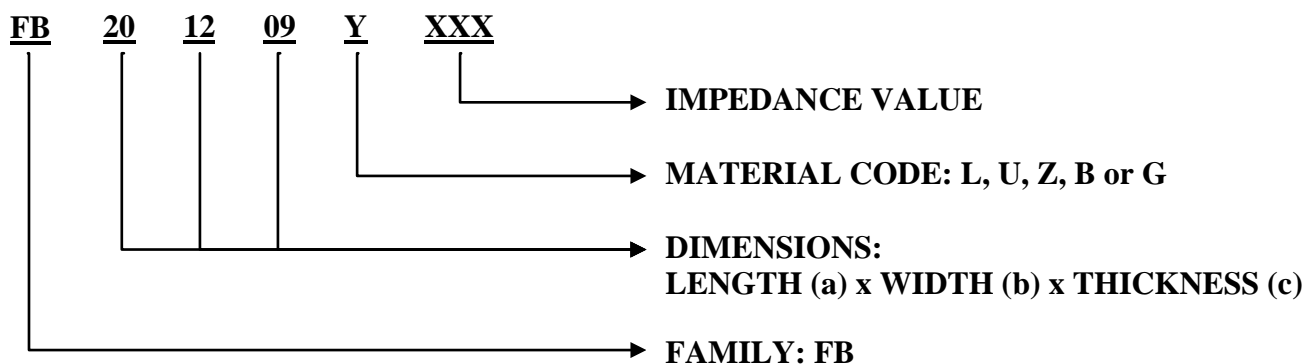 FB 20 12 09 Y XXX
IMPEDANCE VALUE
MATERIAL CODE: L, U, Z, B or G
DIMENSIONS:
LENGTH (a) x WIDTH (b) x THICKNESS (c)
FAMILY: FB